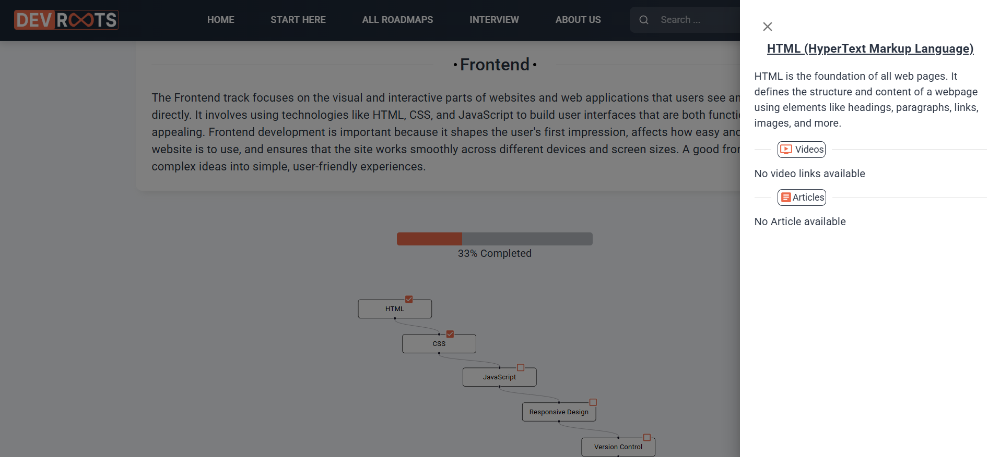 DEVROOTS
HOME
START HERE
ALL ROADMAPS
INTERVIEW
ABOUT US
Search ...
Frontend
The Frontend track focuses on the visual and interactive parts of websites and web applications that users see an
directly. It involves using technologies like HTML, CSS, and JavaScript to build user interfaces that are both functi
appealing. Frontend development is important because it shapes the user's first impression, affects how easy and
website is to use, and ensures that the site works smoothly across different devices and screen sizes. A good fror
complex ideas into simple, user-friendly experiences.
33% Completed
HTML
CSS
JavaScript
Responsive Design
Version Control
HTML (HyperText Markup Language)
HTML is the foundation of all web pages. It
defines the structure and content of a webpage
using elements like headings, paragraphs, links,
images, and more.
Videos
No video links available
Articles
No Article available